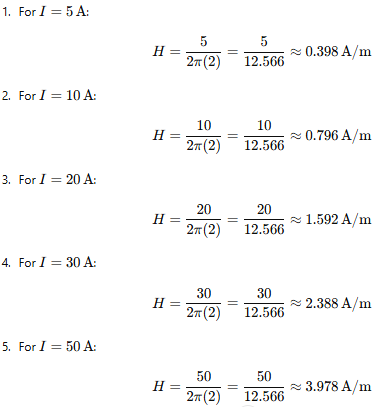 1. For I = 5 A:
H = 5/2π(2) = 5/12.566 ≈ 0.398 A/m
2. For I = 10 A:
H = 10/2π(2) = 10/12.566 ≈ 0.796 A/m
3. For I = 20 A:
H = 20/2π(2) = 20/12.566 ≈ 1.592 A/m
4. For I = 30 A:
H = 30/2π(2) = 30/12.566 ≈ 2.388 A/m
5. For I = 50 A:
H = 50/2π(2) = 50/12.566 ≈ 3.978 A/m